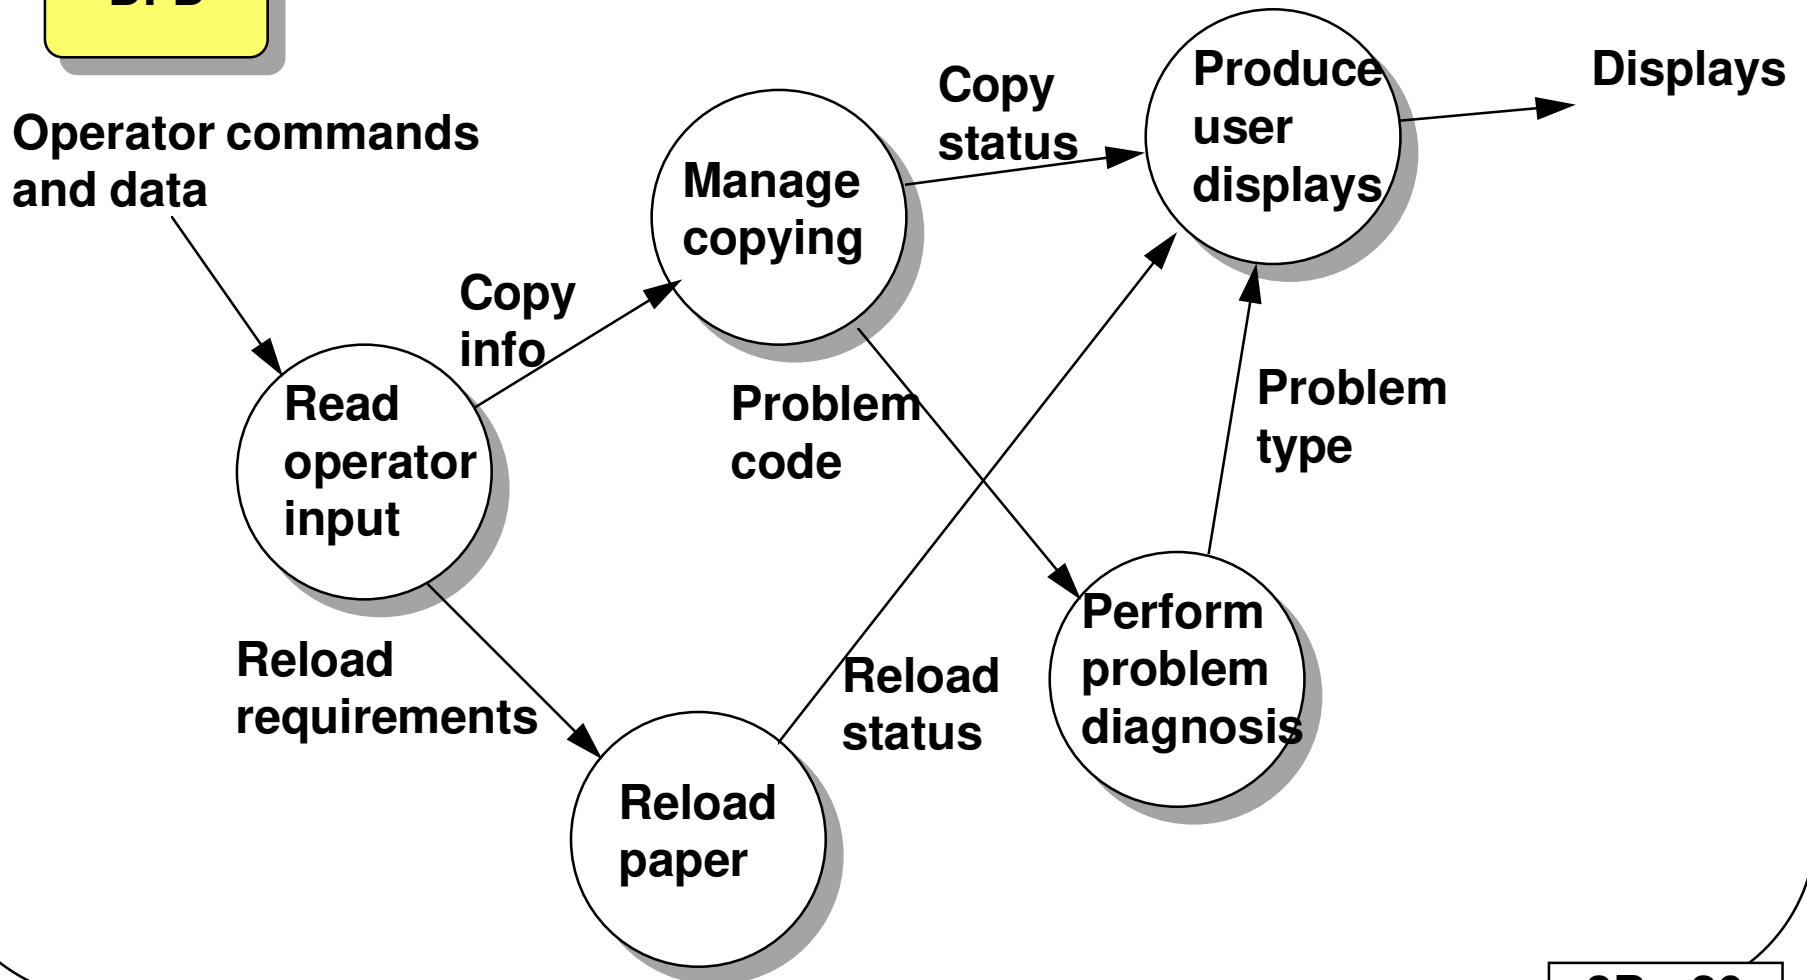 Operator commands
and data
Copy
status
Produce
user
displays
Displays
Manage
copying
Copy
info
Read
operator
input
Problem
code
Problem
type
Reload
requirements
Reload
status
Perform
problem
diagnosis
Reload
paper